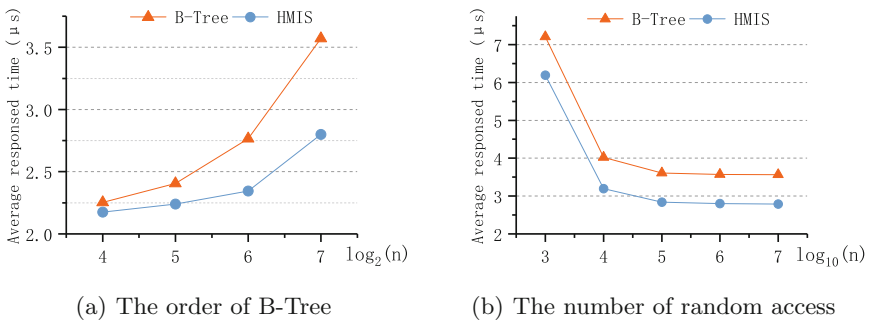 B-Tree HMIS
Average responsed time (μs)
3.5
3.0
2.5
2.0
4 5 6 7 log₂(n)
(a) The order of B-Tree
B-Tree HMIS
Average responsed time (μs)
7
6
5
4
3
2
3 4 5 6 7 log₁₀(n)
(b) The number of random access